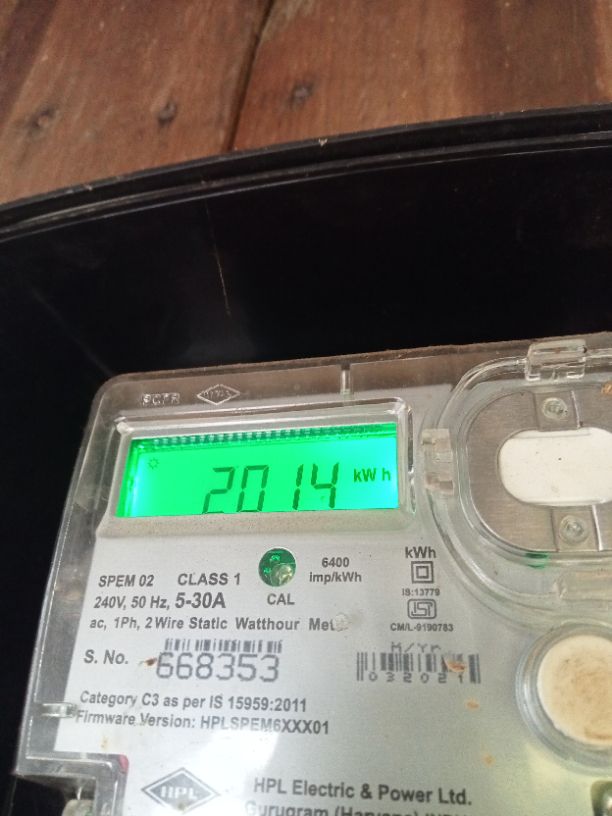 2014 kWh
SPEM 02 CLASS 1 6400 imp/kWh kWh
240V, 50 Hz, 5-30A CAL IS:13779
ac, 1Ph, 2 Wire Static Watthour CM/L-9190783
S. No. 668353 M/Yr 032021
Category C3 as per IS 15959:2011
Firmware Version: HPLSPEM6XXX01
HPL HPL Electric & Power Ltd.
Gurugram (Haryana)